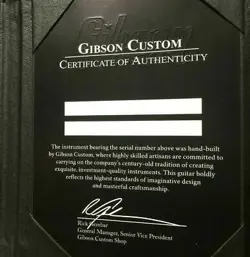 Gibson
GIBSON CUSTOM
CERTIFICATE OF AUTHENTICITY
The instrument bearing the serial number above was hand-built
by Gibson Custom, where highly skilled artisans are committed to
carrying on the company's century-old tradition of creating
exquisite, investment-quality instruments. This guitar boldly
reflects the highest standards of imaginative design
and masterful craftsmanship.
Rick Gembar
General Manager, Senior Vice President
Gibson Custom Shop